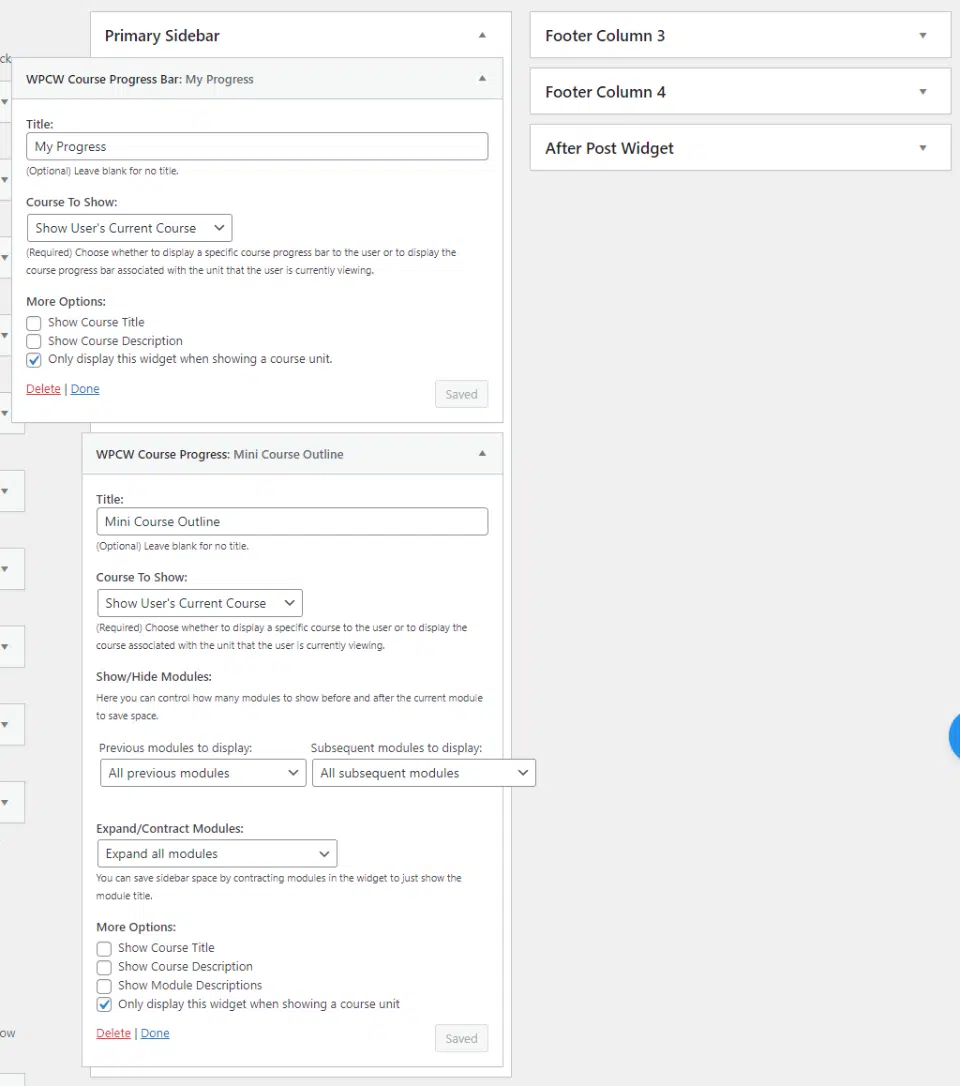 Primary Sidebar
WPCW Course Progress Bar: My Progress
Title:
My Progress
(Optional) Leave blank for no title.
Course To Show:
Show User's Current Course
(Required) Choose whether to display a specific course progress bar to the user or to display the
course progress bar associated with the unit that the user is currently viewing.
More Options:
Show Course Title
Show Course Description
Only display this widget when showing a course unit.
Delete | Done
Saved
WPCW Course Progress: Mini Course Outline
Title:
Mini Course Outline
(Optional) Leave blank for no title.
Course To Show:
Show User's Current Course
(Required) Choose whether to display a specific course to the user or to display the
course associated with the unit that the user is currently viewing.
Show/Hide Modules:
Here you can control how many modules to show before and after the current module
to save space.
Previous modules to display:
Subsequent modules to display:
All previous modules
All subsequent modules
Expand/Contract Modules:
Expand all modules
You can save sidebar space by contracting modules in the widget to just show the
module title.
More Options:
Show Course Title
Show Course Description
Show Module Descriptions
Only display this widget when showing a course unit
Delete | Done
Saved
Footer Column 3
Footer Column 4
After Post Widget